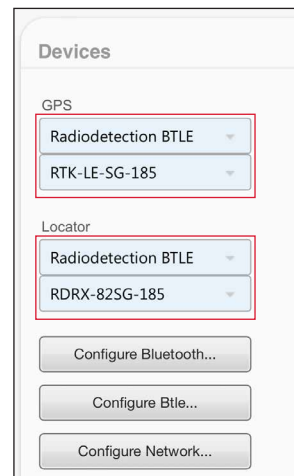 Devices
GPS
Radiodetection BTLE
RTK-LE-SG-185
Locator
Radiodetection BTLE
RDRX-82SG-185
Configure Bluetooth...
Configure Btle...
Configure Network...